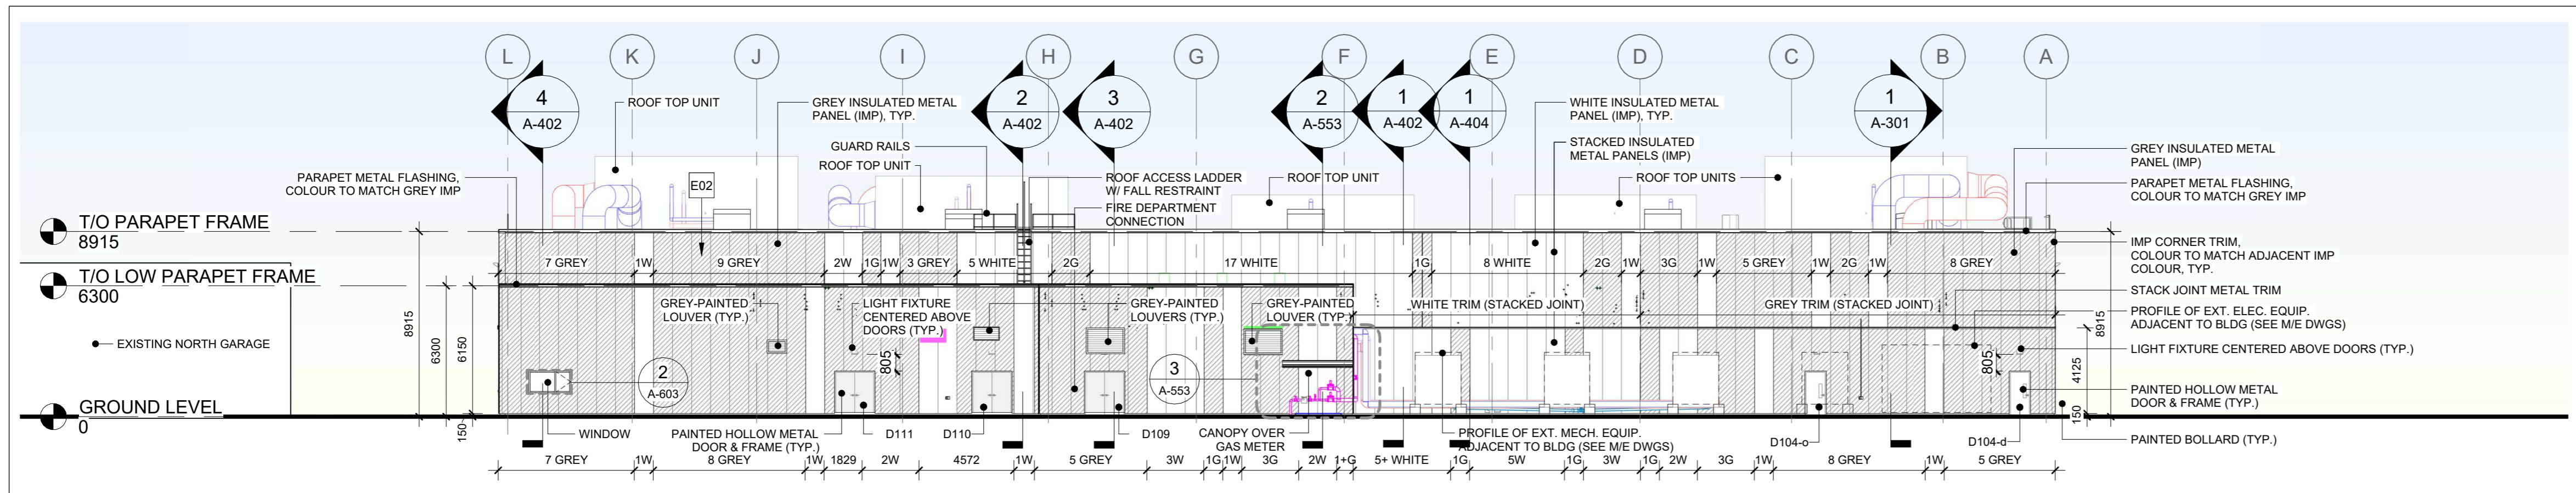 L K J I H G F E D C B A
4
A-402
2
A-402
3
A-402
2
A-553
1
A-402
1
A-404
1
A-301
ROOF TOP UNIT
GREY INSULATED METAL
PANEL (IMP), TYP.
WHITE INSULATED METAL
PANEL (IMP), TYP.
GUARD RAILS
ROOF TOP UNIT
STACKED INSULATED
METAL PANELS (IMP)
GREY INSULATED METAL
PANEL (IMP)
PARAPET METAL FLASHING,
COLOUR TO MATCH GREY IMP
E02
ROOF ACCESS LADDER
W/ FALL RESTRAINT
ROOF TOP UNIT
ROOF TOP UNITS
PARAPET METAL FLASHING,
COLOUR TO MATCH GREY IMP
FIRE DEPARTMENT
CONNECTION
T/O PARAPET FRAME
8915
IMP CORNER TRIM,
COLOUR TO MATCH ADJACENT IMP
COLOUR, TYP.
7 GREY 1W 9 GREY 2W 1G 1W 3 GREY 5 WHITE 2G 17 WHITE 1G 8 WHITE 2G 1W 3G 1W 5 GREY 1W 2G 1W 8 GREY
T/O LOW PARAPET FRAME
6300
STACK JOINT METAL TRIM
GREY-PAINTED
LOUVER (TYP.)
LIGHT FIXTURE
CENTERED ABOVE
DOORS (TYP.)
GREY-PAINTED
LOUVERS (TYP.)
GREY-PAINTED
LOUVER (TYP.)
WHITE TRIM (STACKED JOINT)
GREY TRIM (STACKED JOINT)
PROFILE OF EXT. ELEC. EQUIP.
ADJACENT TO BLDG (SEE M/E DWGS)
8915
6300
6150
150
EXISTING NORTH GARAGE
805
805
8915
4125
150
LIGHT FIXTURE CENTERED ABOVE DOORS (TYP.)
2
A-603
3
A-553
PAINTED HOLLOW METAL
DOOR & FRAME (TYP.)
GROUND LEVEL
0
WINDOW
PAINTED HOLLOW METAL
DOOR & FRAME (TYP.)
D111
D110
D109
CANOPY OVER
GAS METER
PROFILE OF EXT. MECH. EQUIP.
ADJACENT TO BLDG (SEE M/E DWGS)
D104-o
D104-d
PAINTED BOLLARD (TYP.)
7 GREY 1W 8 GREY 1W 1829 2W 4572 1W 5 GREY 3W 1G 1W 3G 2W 1+G 5+ WHITE 1G 5W 1G 3W 1G 2W 3G 1W 8 GREY 1W 5 GREY